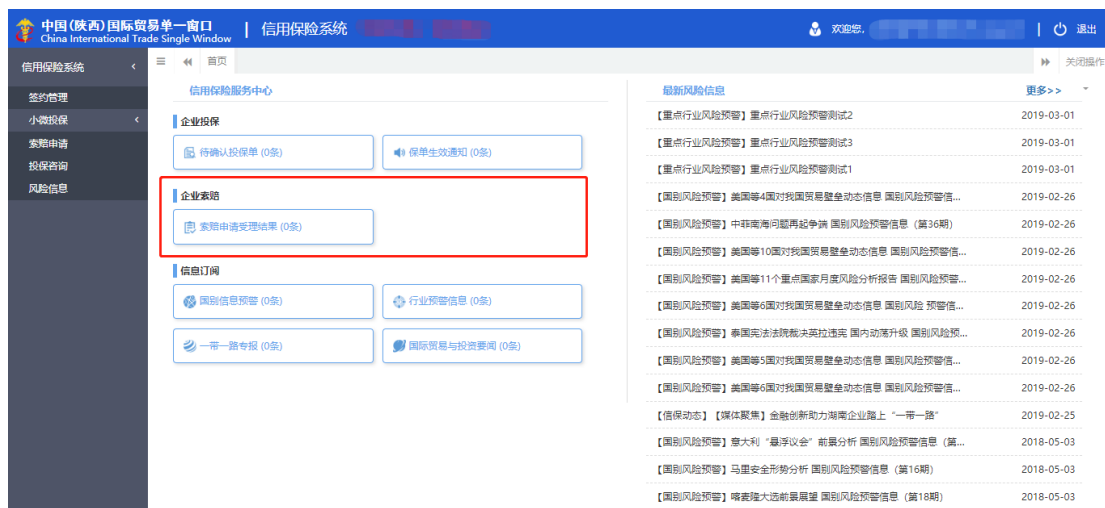 中国(陕西)国际贸易单一窗口
China International Trade Single Window
信用保险系统
欢迎您,
退出
信用保险系统
首页
关闭操作
签约管理
小微投保
索赔申请
投保咨询
风险信息
信用保险服务中心
企业投保
待确认投保单 (0条)
保单生效通知 (0条)
企业索赔
索赔申请受理结果 (0条)
信息订阅
国别信息预警 (0条)
行业预警信息 (0条)
一带一路专报 (0条)
国际贸易与投资要闻 (0条)
最新风险信息
更多>>
【重点行业风险预警】重点行业风险预警测试2 2019-03-01
【重点行业风险预警】重点行业风险预警测试3 2019-03-01
【重点行业风险预警】重点行业风险预警测试1 2019-03-01
【国别风险预警】美国等4国对我国贸易壁垒动态信息 国别风险预警信... 2019-02-26
【国别风险预警】中菲南海问题再起争端 国别风险预警信息（第36期） 2019-02-26
【国别风险预警】美国等10国对我国贸易壁垒动态信息 国别风险预警信... 2019-02-26
【国别风险预警】美国等11个重点国家月度风险分析报告 国别风险预警... 2019-02-26
【国别风险预警】美国等6国对我国贸易壁垒动态信息 国别风险 预警信... 2019-02-26
【国别风险预警】泰国宪法法院裁决英拉违宪 国内动荡升级 国别风险预... 2019-02-26
【国别风险预警】美国等5国对我国贸易壁垒动态信息 国别风险预警信... 2019-02-26
【国别风险预警】美国等6国对我国贸易壁垒动态信息 国别风险预警信... 2019-02-26
【信保动态】【媒体聚焦】金融创新助力湖南企业踏上“一带一路” 2019-02-25
【国别风险预警】意大利“悬浮议会”前景分析 国别风险预警信息（第... 2018-05-03
【国别风险预警】马里安全形势分析 国别风险预警信息（第16期） 2018-05-03
【国别风险预警】喀麦隆大选前景展望 国别风险预警信息（第18期） 2018-05-03